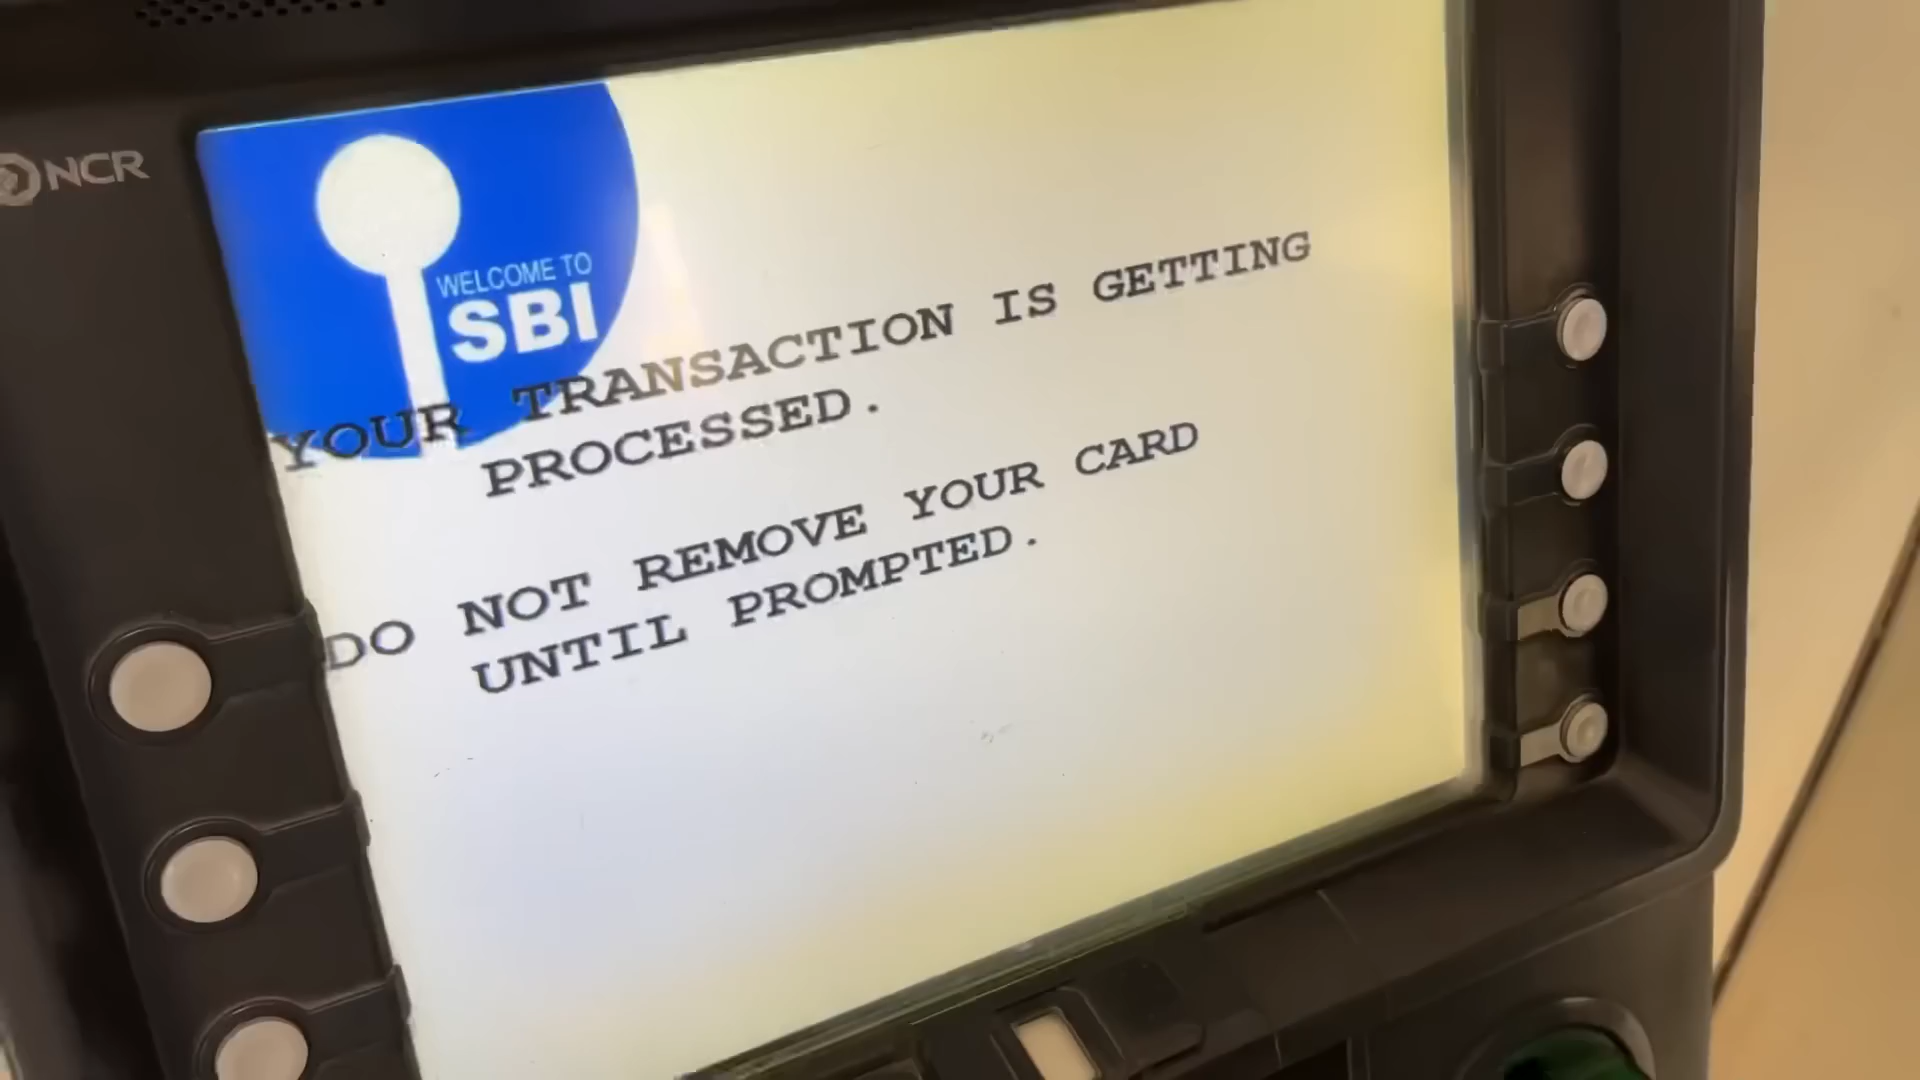 NCR
WELCOME TO
SBI
YOUR TRANSACTION IS GETTING
PROCESSED.
DO NOT REMOVE YOUR CARD
UNTIL PROMPTED.